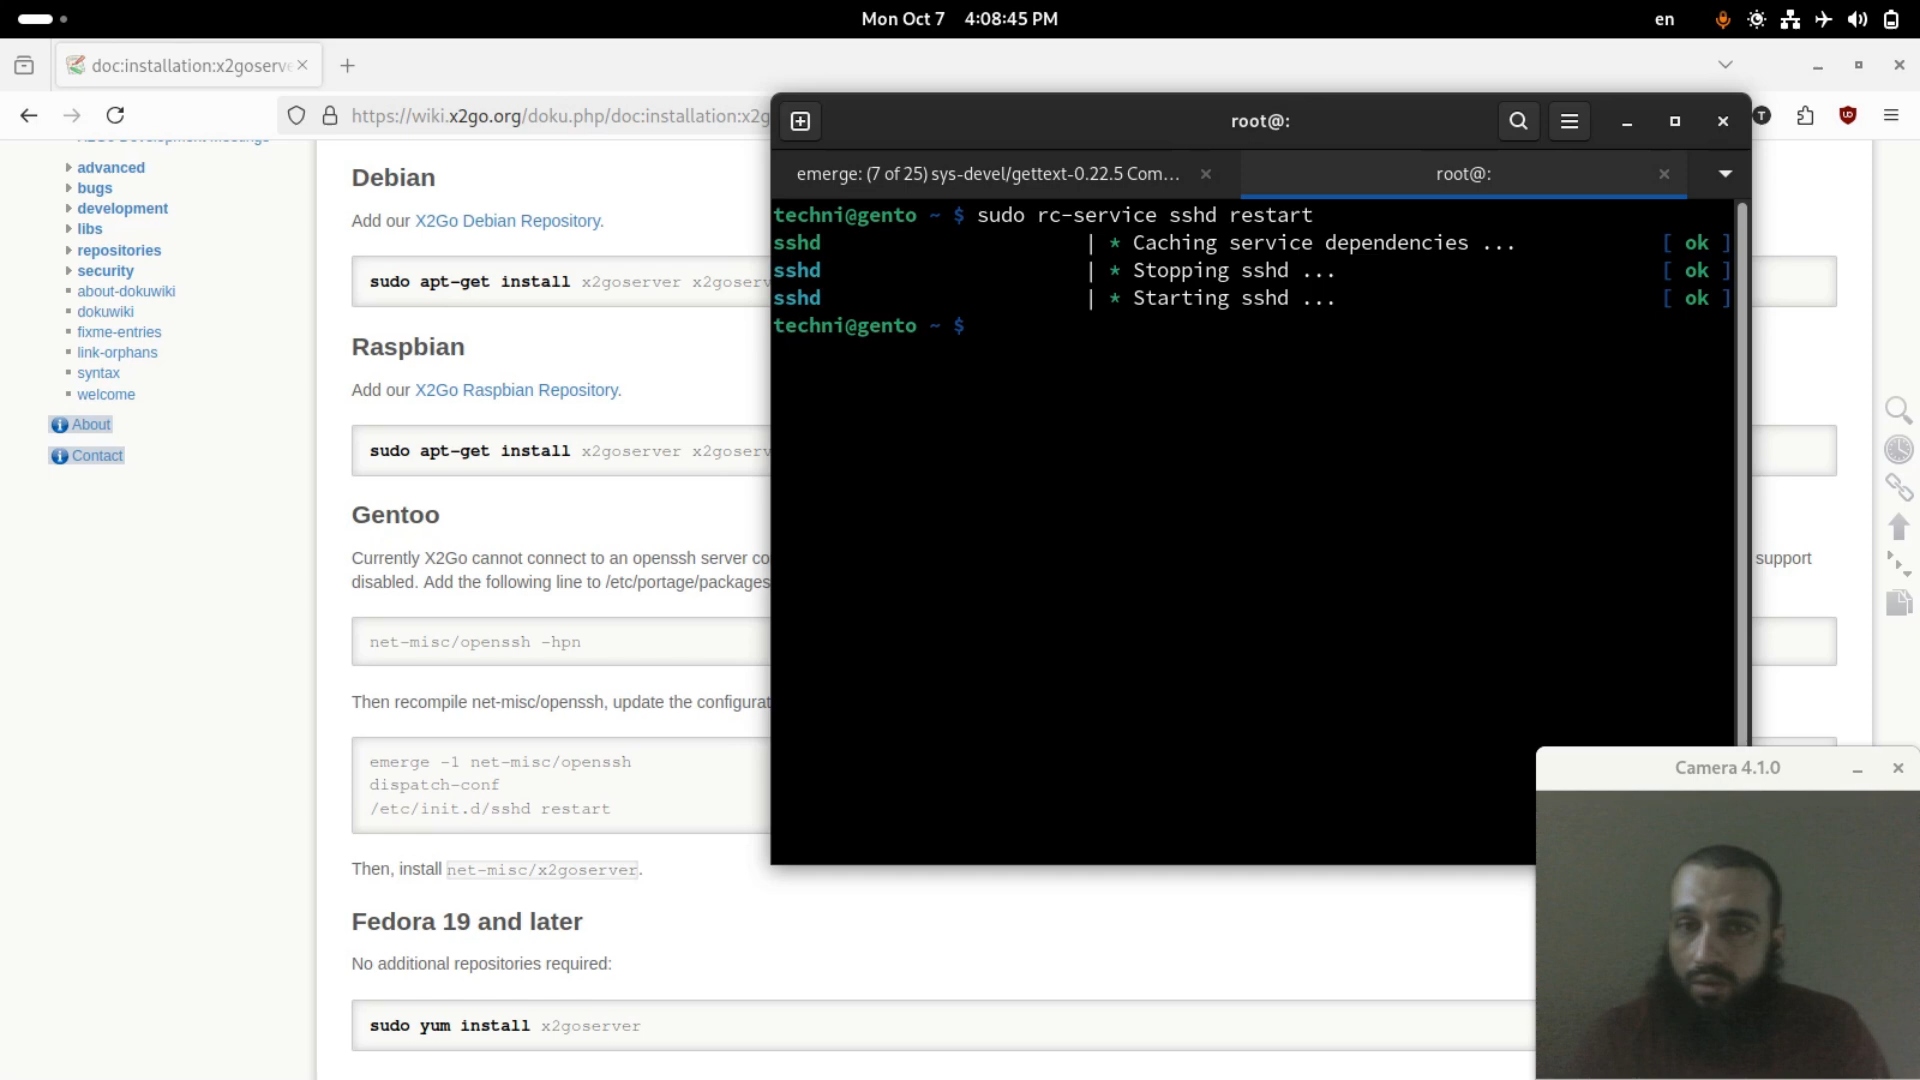 Mon Oct 7 4:08:45 PM
en
doc:installation:x2goserve
https://wiki.x2go.org/doku.php/doc:installation:x2g
advanced
bugs
development
libs
repositories
security
about-dokuwiki
dokuwiki
fixme-entries
link-orphans
syntax
welcome
About
Contact
Debian
Add our X2Go Debian Repository.
sudo apt-get install x2goserver x2goserv
Raspbian
Add our X2Go Raspbian Repository.
sudo apt-get install x2goserver x2goserv
Gentoo
Currently X2Go cannot connect to an openssh server co support
disabled. Add the following line to /etc/portage/packages
net-misc/openssh -hpn
Then recompile net-misc/openssh, update the configurat
emerge -1 net-misc/openssh
dispatch-conf
/etc/init.d/sshd restart
Then, install net-misc/x2goserver.
Fedora 19 and later
No additional repositories required:
sudo yum install x2goserver
root@:
emerge: (7 of 25) sys-devel/gettext-0.22.5 Com...
root@:
techni@gento ~ $ sudo rc-service sshd restart
sshd | * Caching service dependencies ... [ ok ]
sshd | * Stopping sshd ... [ ok ]
sshd | * Starting sshd ... [ ok ]
techni@gento ~ $
T
Camera 4.1.0